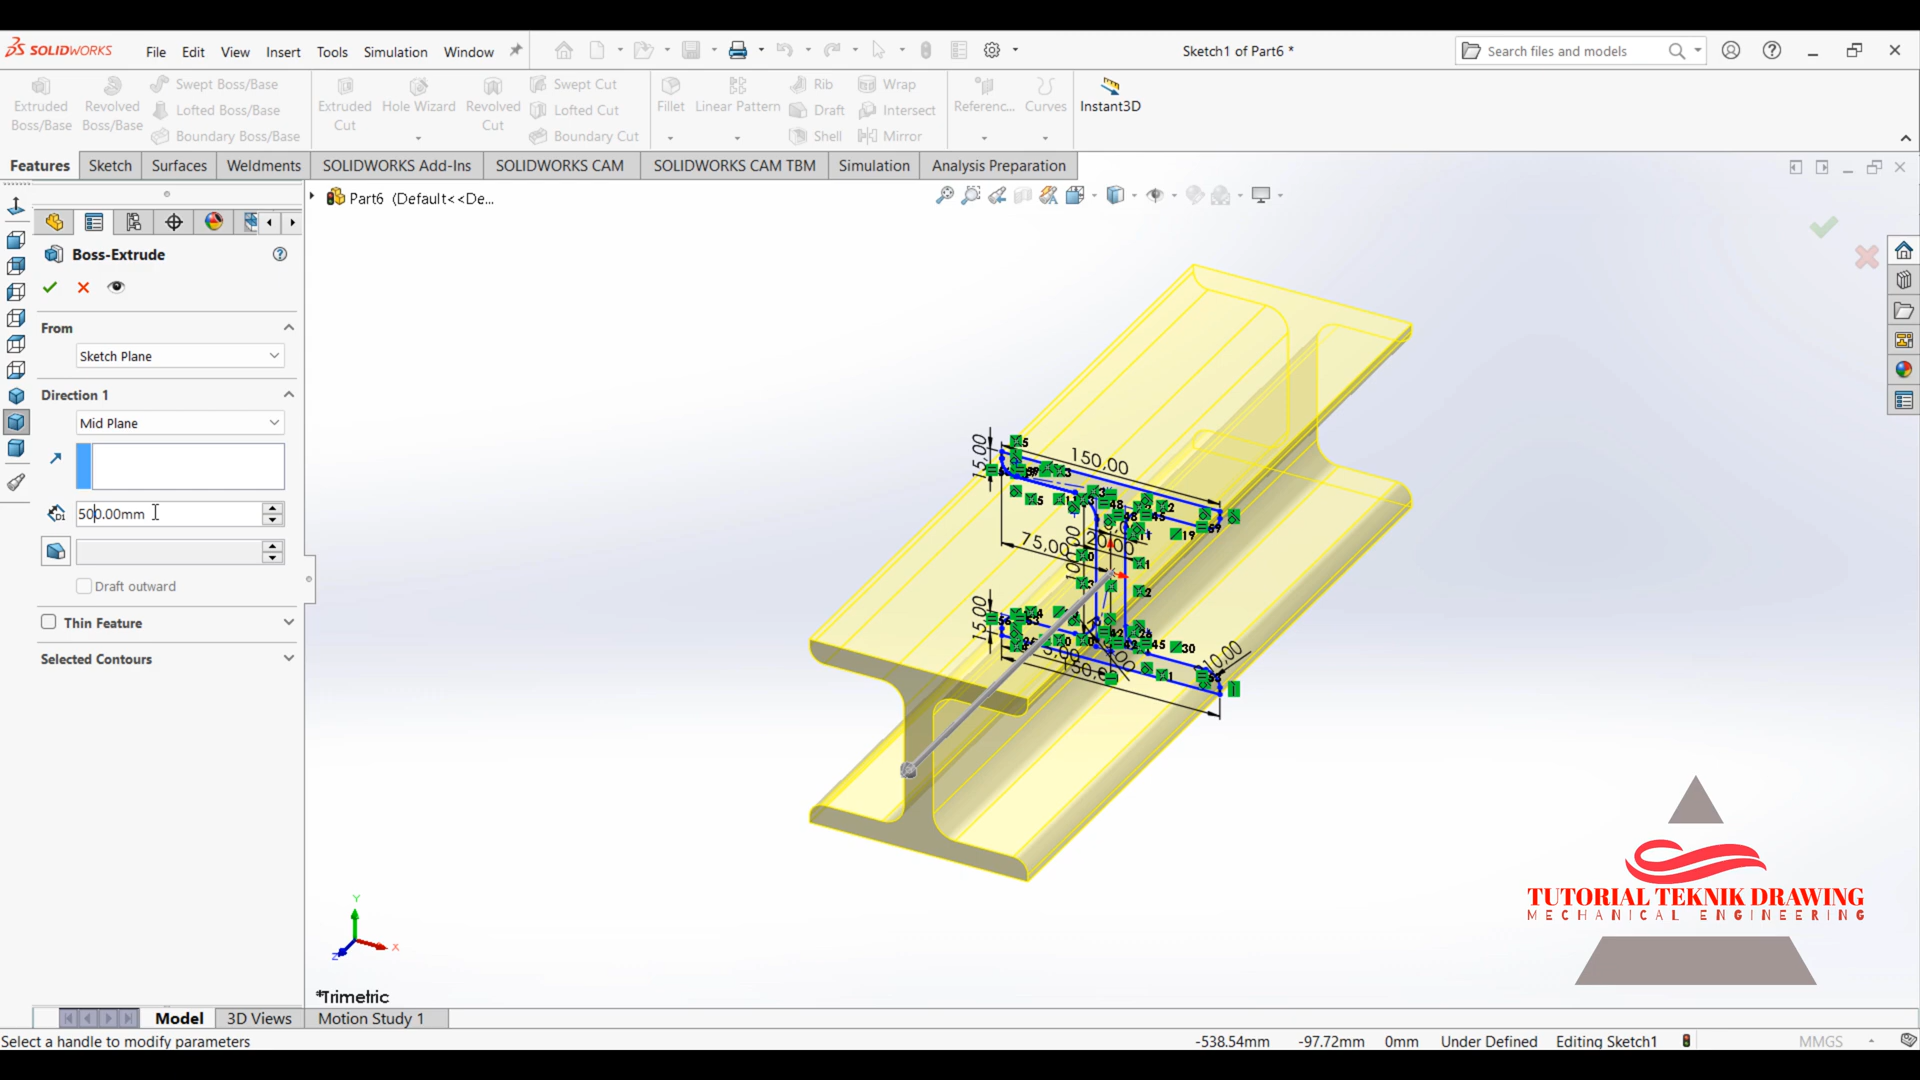 SOLIDWORKS
File Edit View Insert Tools Simulation Window
Sketch1 of Part6 *
Search files and models
Extruded Boss/Base
Revolved Boss/Base
Swept Boss/Base
Lofted Boss/Base
Boundary Boss/Base
Extruded Cut
Hole Wizard
Revolved Cut
Swept Cut
Lofted Cut
Boundary Cut
Fillet
Linear Pattern
Rib
Draft
Shell
Wrap
Intersect
Mirror
Referenc...
Curves
Instant3D
Features Sketch Surfaces Weldments SOLIDWORKS Add-Ins SOLIDWORKS CAM SOLIDWORKS CAM TBM Simulation Analysis Preparation
Part6 (Default<<De...
Boss-Extrude
From
Sketch Plane
Direction 1
Mid Plane
500.00mm
Draft outward
Thin Feature
Selected Contours
15,00
150,00
75,00
20,00
15,00
10,00
Y
X
Z
*Trimetric
TUTORIAL TEKNIK DRAWING
MECHANICAL ENGINEERING
Model 3D Views Motion Study 1
Select a handle to modify parameters
-538.54mm -97.72mm 0mm Under Defined Editing Sketch1 MMGS